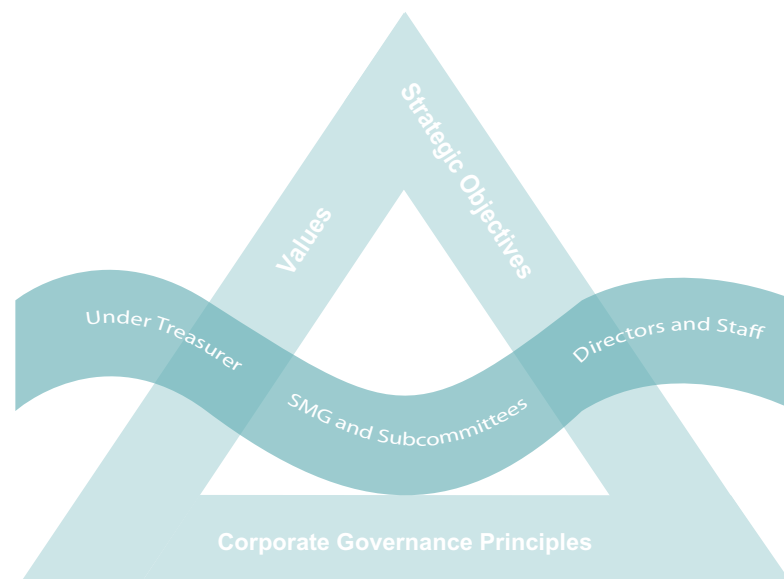 Strategic Objectives
Values
Under Treasurer
SMG and Subcommittees
Directors and Staff
Corporate Governance Principles